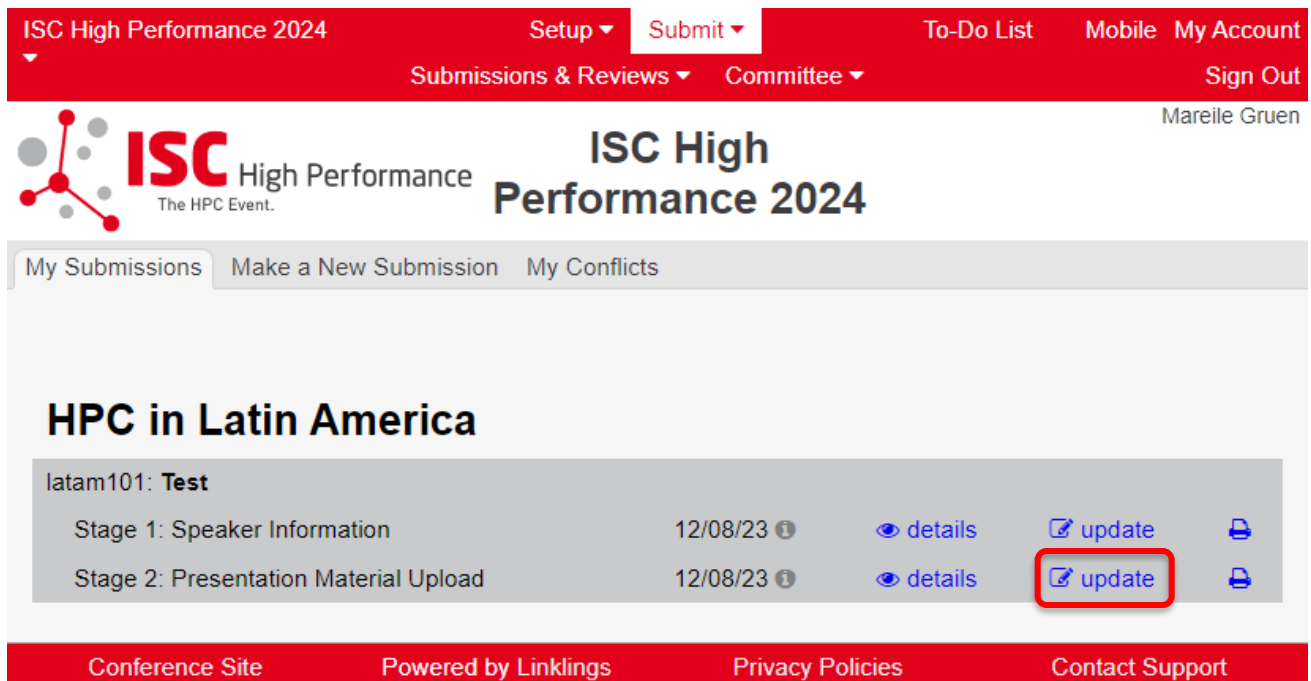 ISC High Performance 2024 Setup Submit To-Do List Mobile My Account
Submissions & Reviews Committee Sign Out
Mareile Gruen
ISC High Performance
The HPC Event.
ISC High
Performance 2024
My Submissions Make a New Submission My Conflicts
HPC in Latin America
latam101: Test
Stage 1: Speaker Information 12/08/23 details update
Stage 2: Presentation Material Upload 12/08/23 details update
Conference Site Powered by Linklings Privacy Policies Contact Support